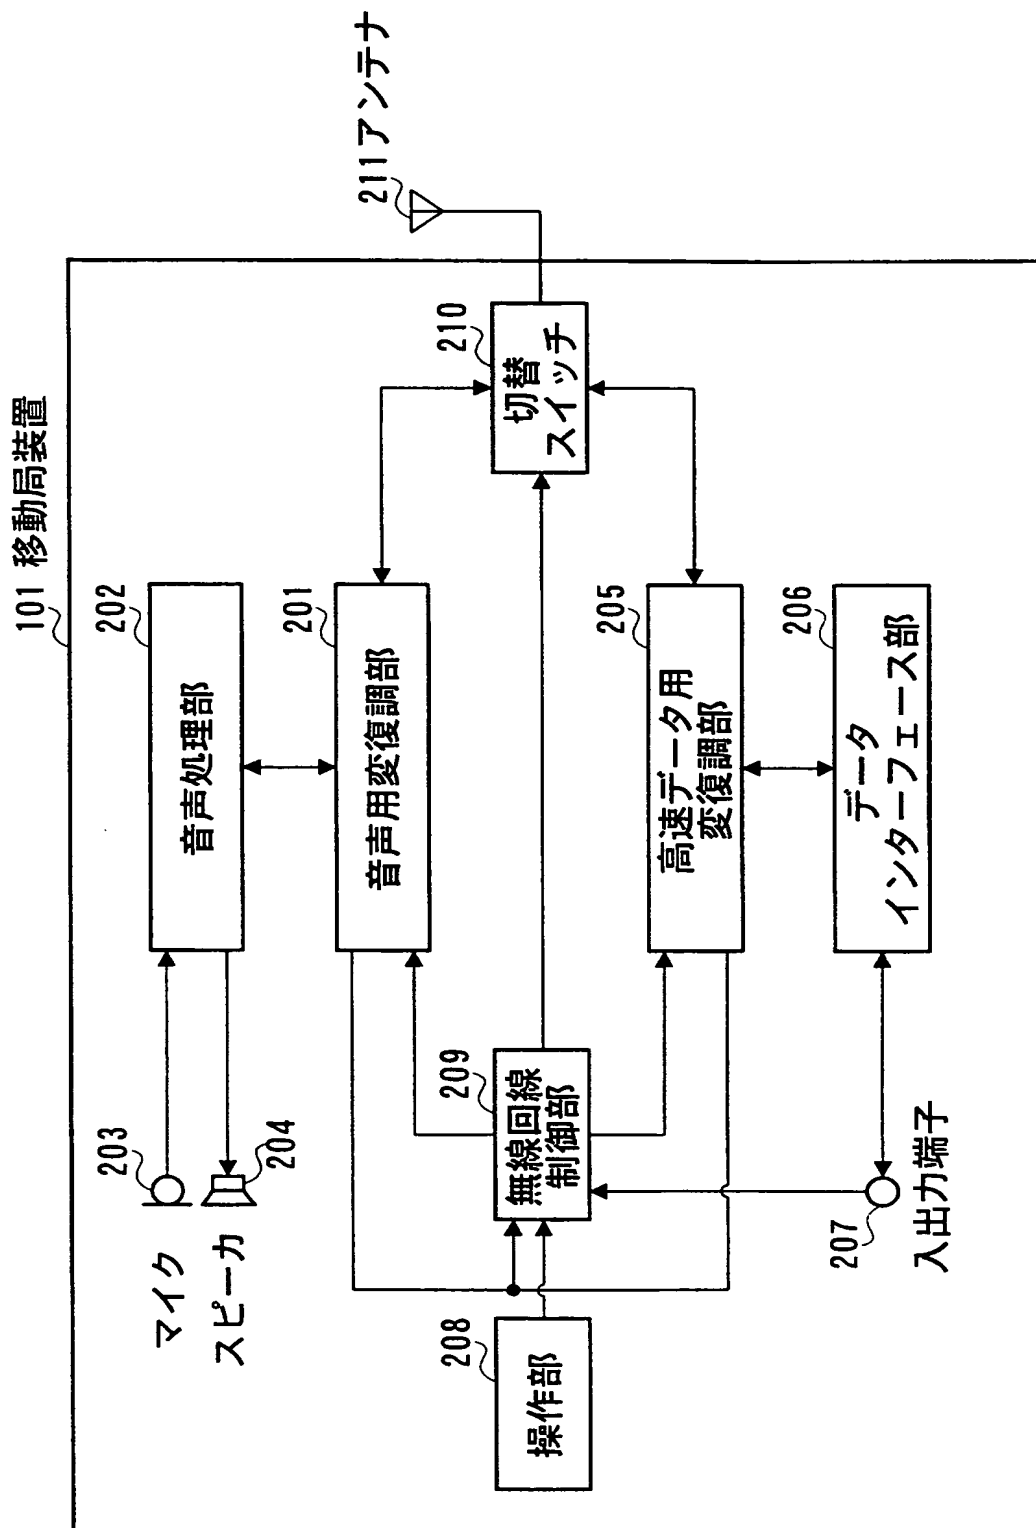 101 移動局装置
マイク
203
スピーカ
204
202
音声処理部
201
音声用変復調部
211アンテナ
210
切替
スイッチ
209
無線回線
制御部
208
操作部
205
高速データ用
変復調部
206
データ
インターフェース部
207
入出力端子